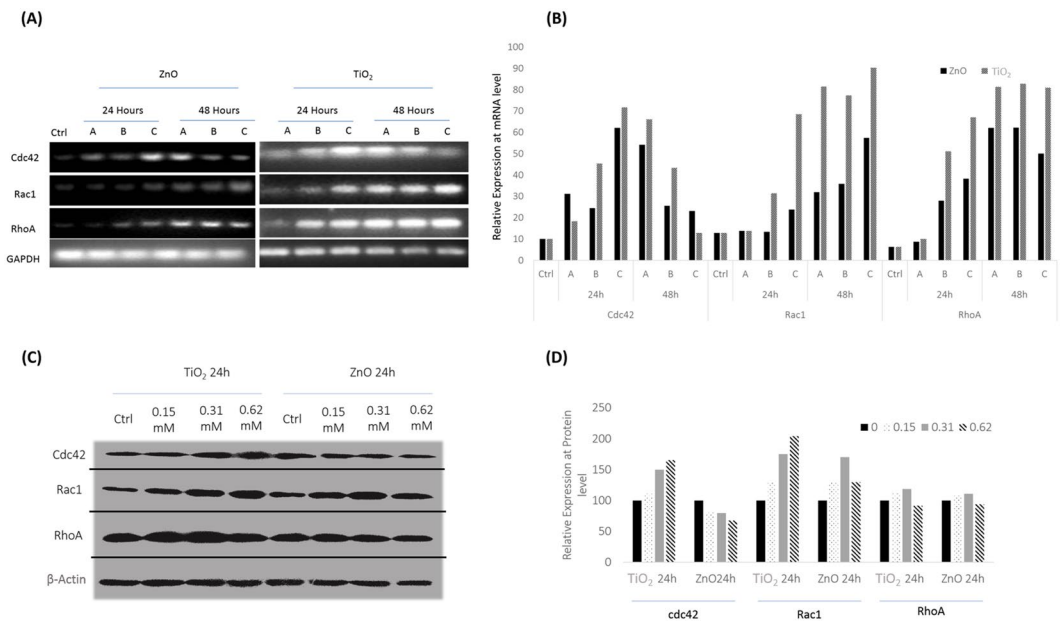 (A)
ZnO TiO₂
24 Hours 48 Hours 24 Hours 48 Hours
Ctrl A B C A B C A B C A B C
Cdc42
Rac1
RhoA
GAPDH
(B)
Relative Expression at mRNA level
100
90
80
70
60
50
40
30
20
10
0
ZnO TiO₂
Ctrl A B C A B C Ctrl A B C A B C Ctrl A B C A B C
24h 48h 24h 48h 24h 48h
Cdc42 Rac1 RhoA
(C)
TiO₂ 24h ZnO 24h
Ctrl 0.15 mM 0.31 mM 0.62 mM Ctrl 0.15 mM 0.31 mM 0.62 mM
Cdc42
Rac1
RhoA
β-Actin
(D)
Relative Expression at Protein
level
250
200
150
100
50
0
0 0.15 0.31 0.62
TiO₂ 24h ZnO24h TiO₂ 24h ZnO 24h TiO₂ 24h ZnO 24h
cdc42 Rac1 RhoA